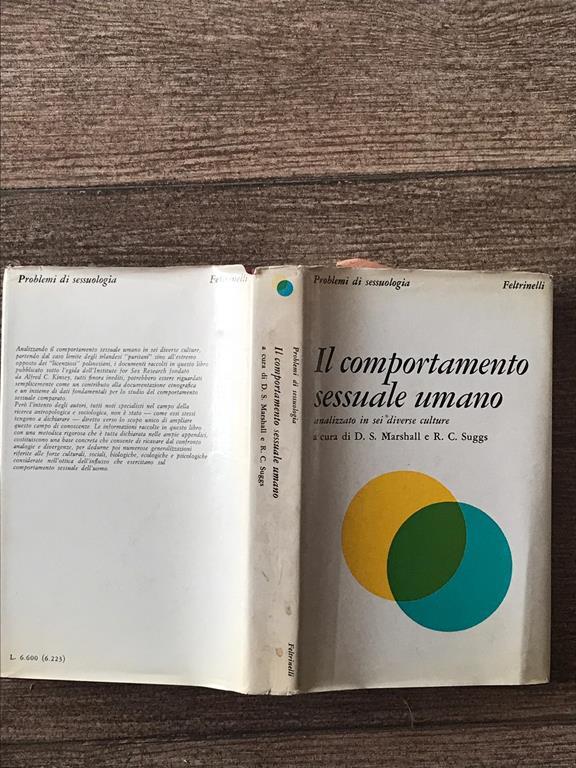 Problemi di sessuologia
Feltrinelli
Analizzando il comportamento sessuale umano in sei diverse culture,
partendo dal caso limite degli irlandesi "puritani" sino all'estremo
opposto dei "licenziosi" polinesiani, i documenti raccolti in questo libro
pubblicato sotto l'egida dell'Institute for Sex Research fondato
da Alfred C. Kinsey, tutti finora inediti, potrebbero essere riguardati
semplicemente come un contributo alla documentazione etnografica
e un insieme di dati fondamentali per lo studio del comportamento
sessuale comparato.
Però l'intento degli autori, tutti noti specialisti nel campo della
ricerca antropologica e sociologica, non è stato — come essi stessi
tengono a dichiarare — diretto verso lo scopo unico di ampliare
questo campo di conoscenze. Le informazioni raccolte in questo libro
con una metodica rigorosa che è tutta dichiarata nelle ampie appendici,
costituiscono una base concreta che consente di ricavare dal confronto
analogie e divergenze, per dedurne poi numerose generalizzazioni
riferite alle forze culturali, sociali, biologiche, ecologiche e psicologiche
considerate nell'ottica dell'influsso che esercitano sul
comportamento sessuale dell'uomo.
L. 6.600 (6.223)
Problemi di sessuologia
Il comportamento sessuale umano
a cura di D. S. Marshall e R. C. Suggs
Feltrinelli
Problemi di sessuologia
Feltrinelli
Il comportamento
sessuale umano
analizzato in sei diverse culture
a cura di D. S. Marshall e R. C. Suggs